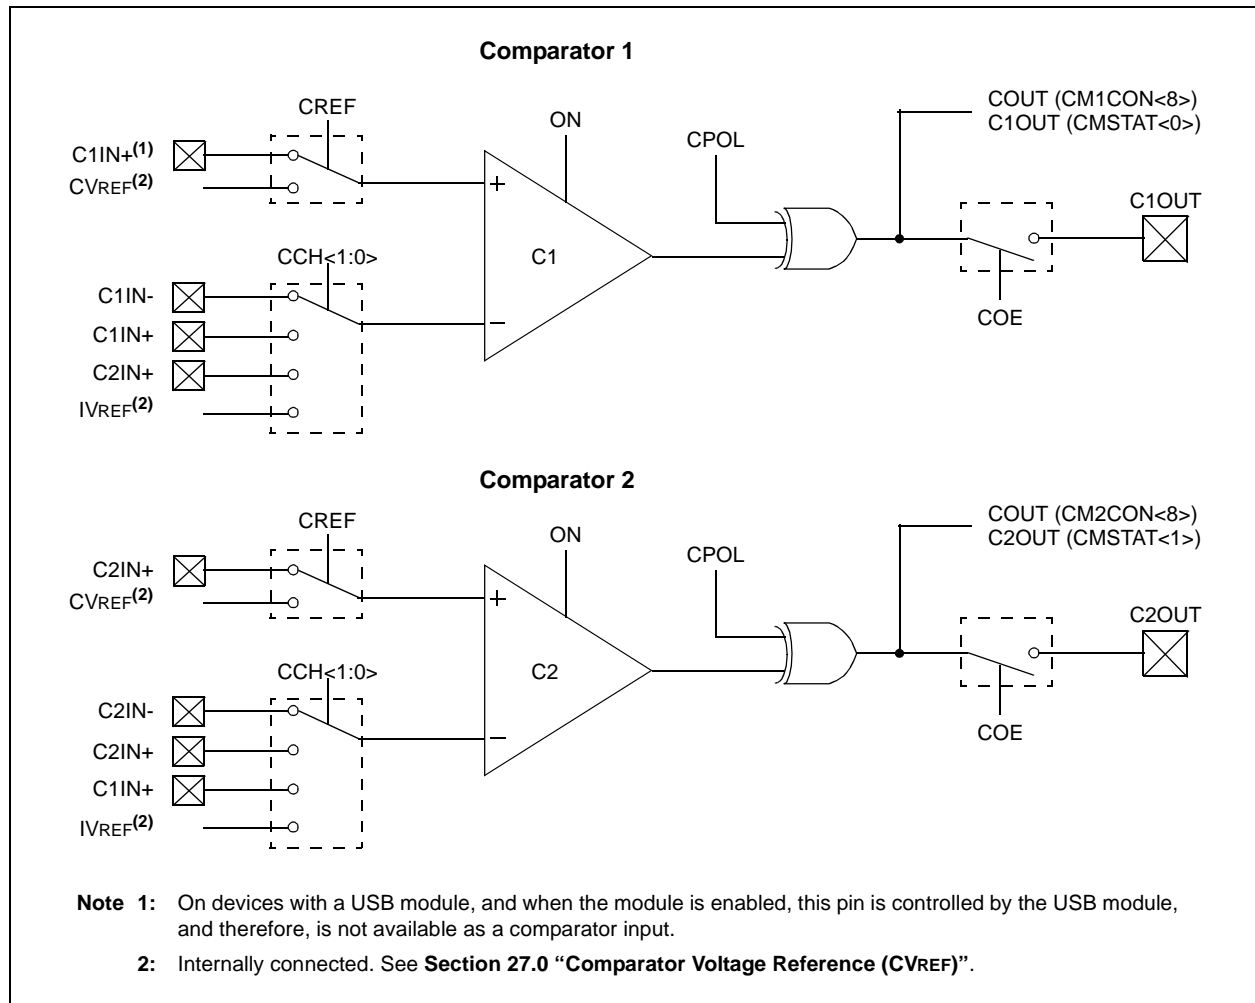 Comparator 1
CREF
ON
CPOL
COUT (CM1CON<8>)
C1OUT (CMSTAT<0>)
C1IN+(1)
CVREF(2)
C1OUT
+
CCH<1:0>
C1
C1IN-
C1IN+
C2IN+
IVREF(2)
–
COE
Comparator 2
CREF
ON
CPOL
COUT (CM2CON<8>)
C2OUT (CMSTAT<1>)
C2IN+
CVREF(2)
C2OUT
+
CCH<1:0>
C2
C2IN-
C2IN+
C1IN+
IVREF(2)
–
COE
Note 1: On devices with a USB module, and when the module is enabled, this pin is controlled by the USB module,
and therefore, is not available as a comparator input.
2: Internally connected. See Section 27.0 “Comparator Voltage Reference (CVREF)”.